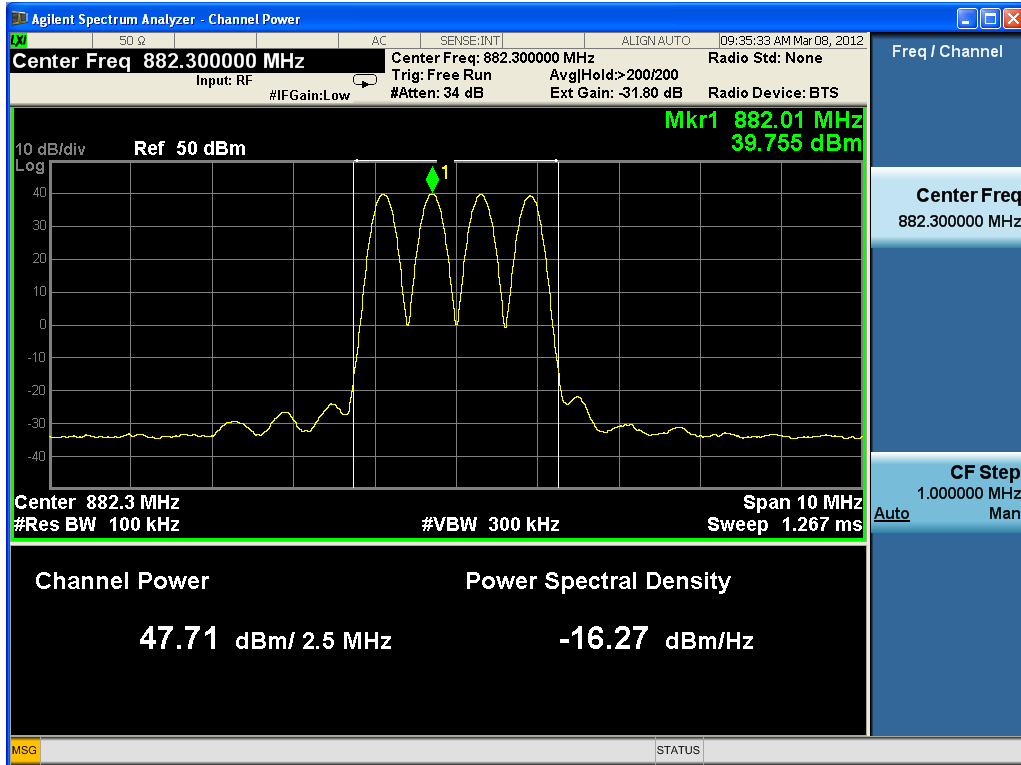 Agilent Spectrum Analyzer - Channel Power
LXI 50 Ω AC SENSE:INT ALIGN AUTO 09:35:33 AM Mar 08, 2012
Center Freq 882.300000 MHz
Input: RF
#IFGain:Low
Center Freq: 882.300000 MHz
Trig: Free Run Avg|Hold:>200/200
#Atten: 34 dB Ext Gain: -31.80 dB
Radio Std: None
Radio Device: BTS
Mkr1 882.01 MHz
39.755 dBm
10 dB/div
Log
Ref 50 dBm
1
40
30
20
10
0
-10
-20
-30
-40
Center 882.3 MHz Span 10 MHz
#Res BW 100 kHz #VBW 300 kHz Sweep 1.267 ms
Channel Power
47.71 dBm/ 2.5 MHz
Power Spectral Density
-16.27 dBm/Hz
Freq / Channel
Center Freq
882.300000 MHz
CF Step
1.000000 MHz
Auto Man
MSG STATUS